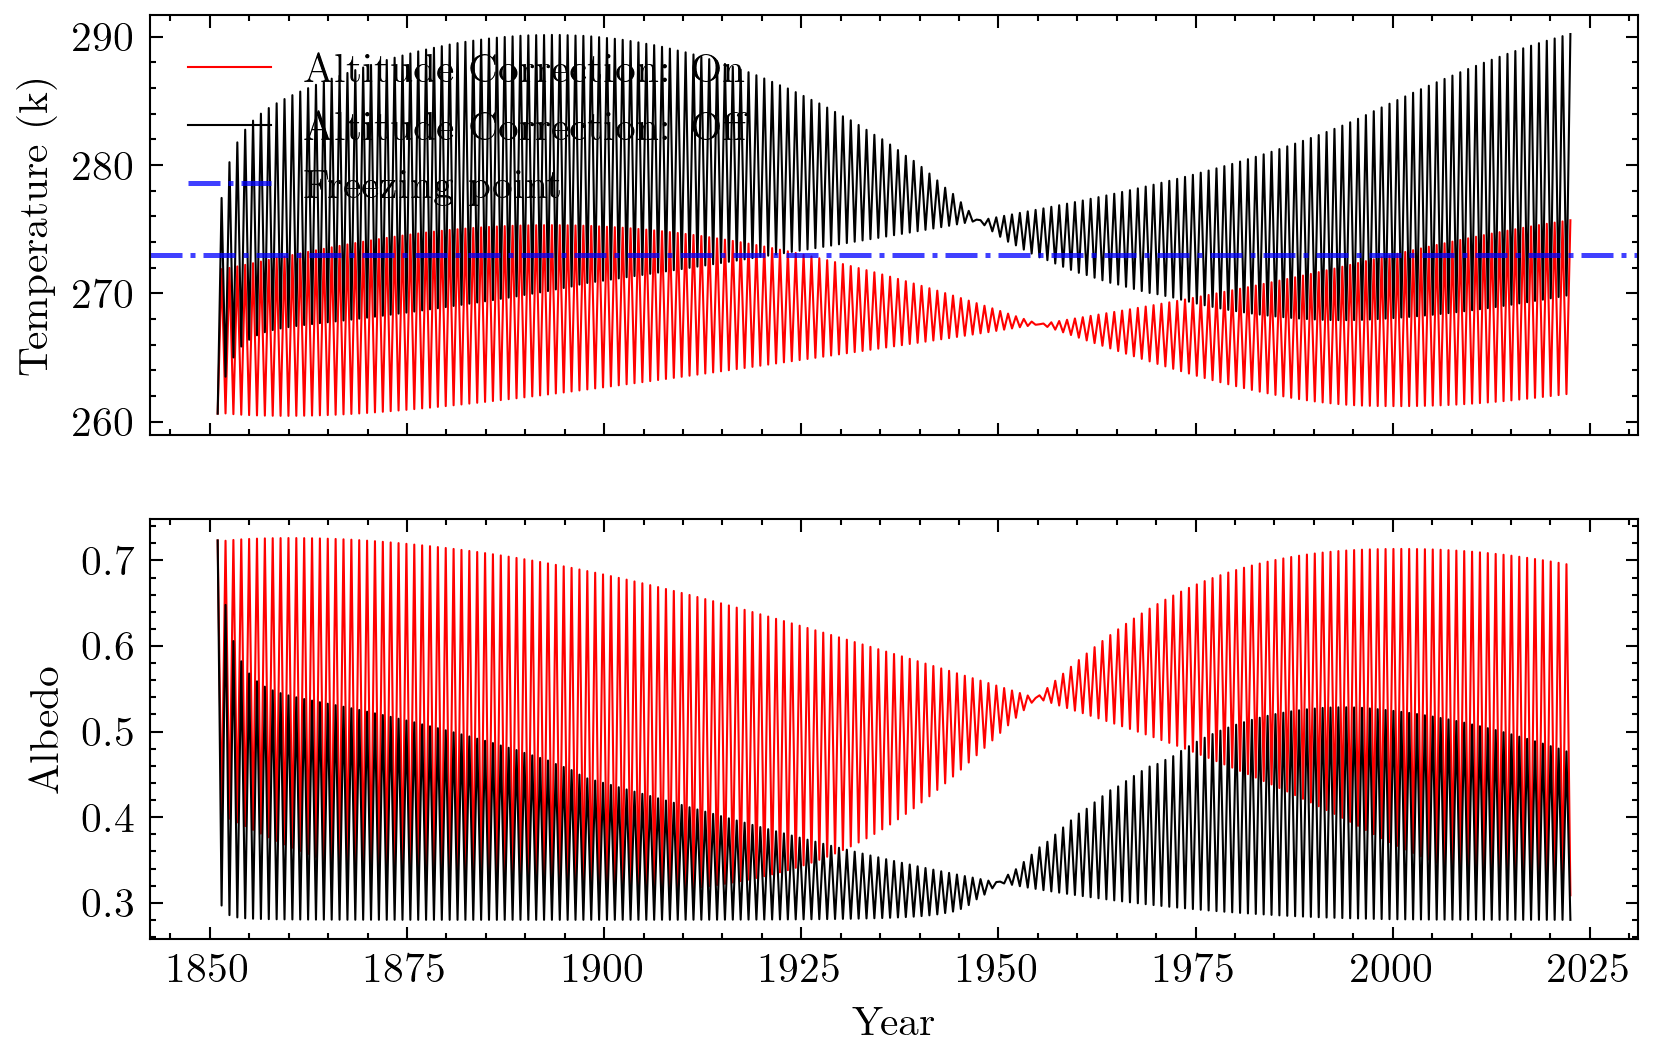 290
280
270
260
Temperature (k)
Altitude Correction: On
Altitude Correction: Off
Freezing point
0.7
0.6
0.5
0.4
0.3
Albedo
1850 1875 1900 1925 1950 1975 2000 2025
Year